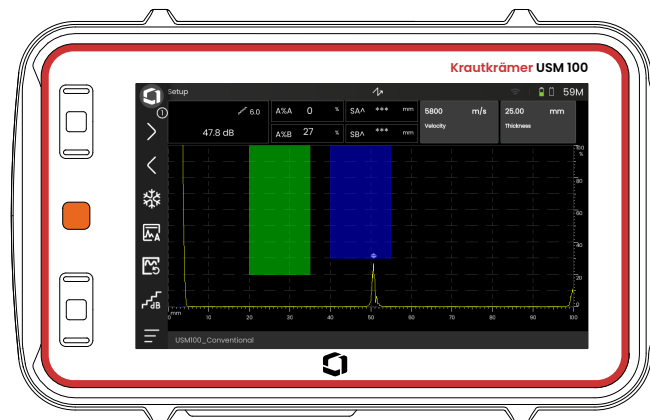 Krautkrämer USM 100
Setup
59M
1
6.0
47.8 dB
A%A 0 %
SA^ *** mm
A%B 27 %
SB^ *** mm
5800 m/s
Velocity
25.00 mm
Thickness
100
%
80
60
40
20
0
mm 10 20 30 40 50 60 70 80 90 100
A
dB
USM100_Conventional